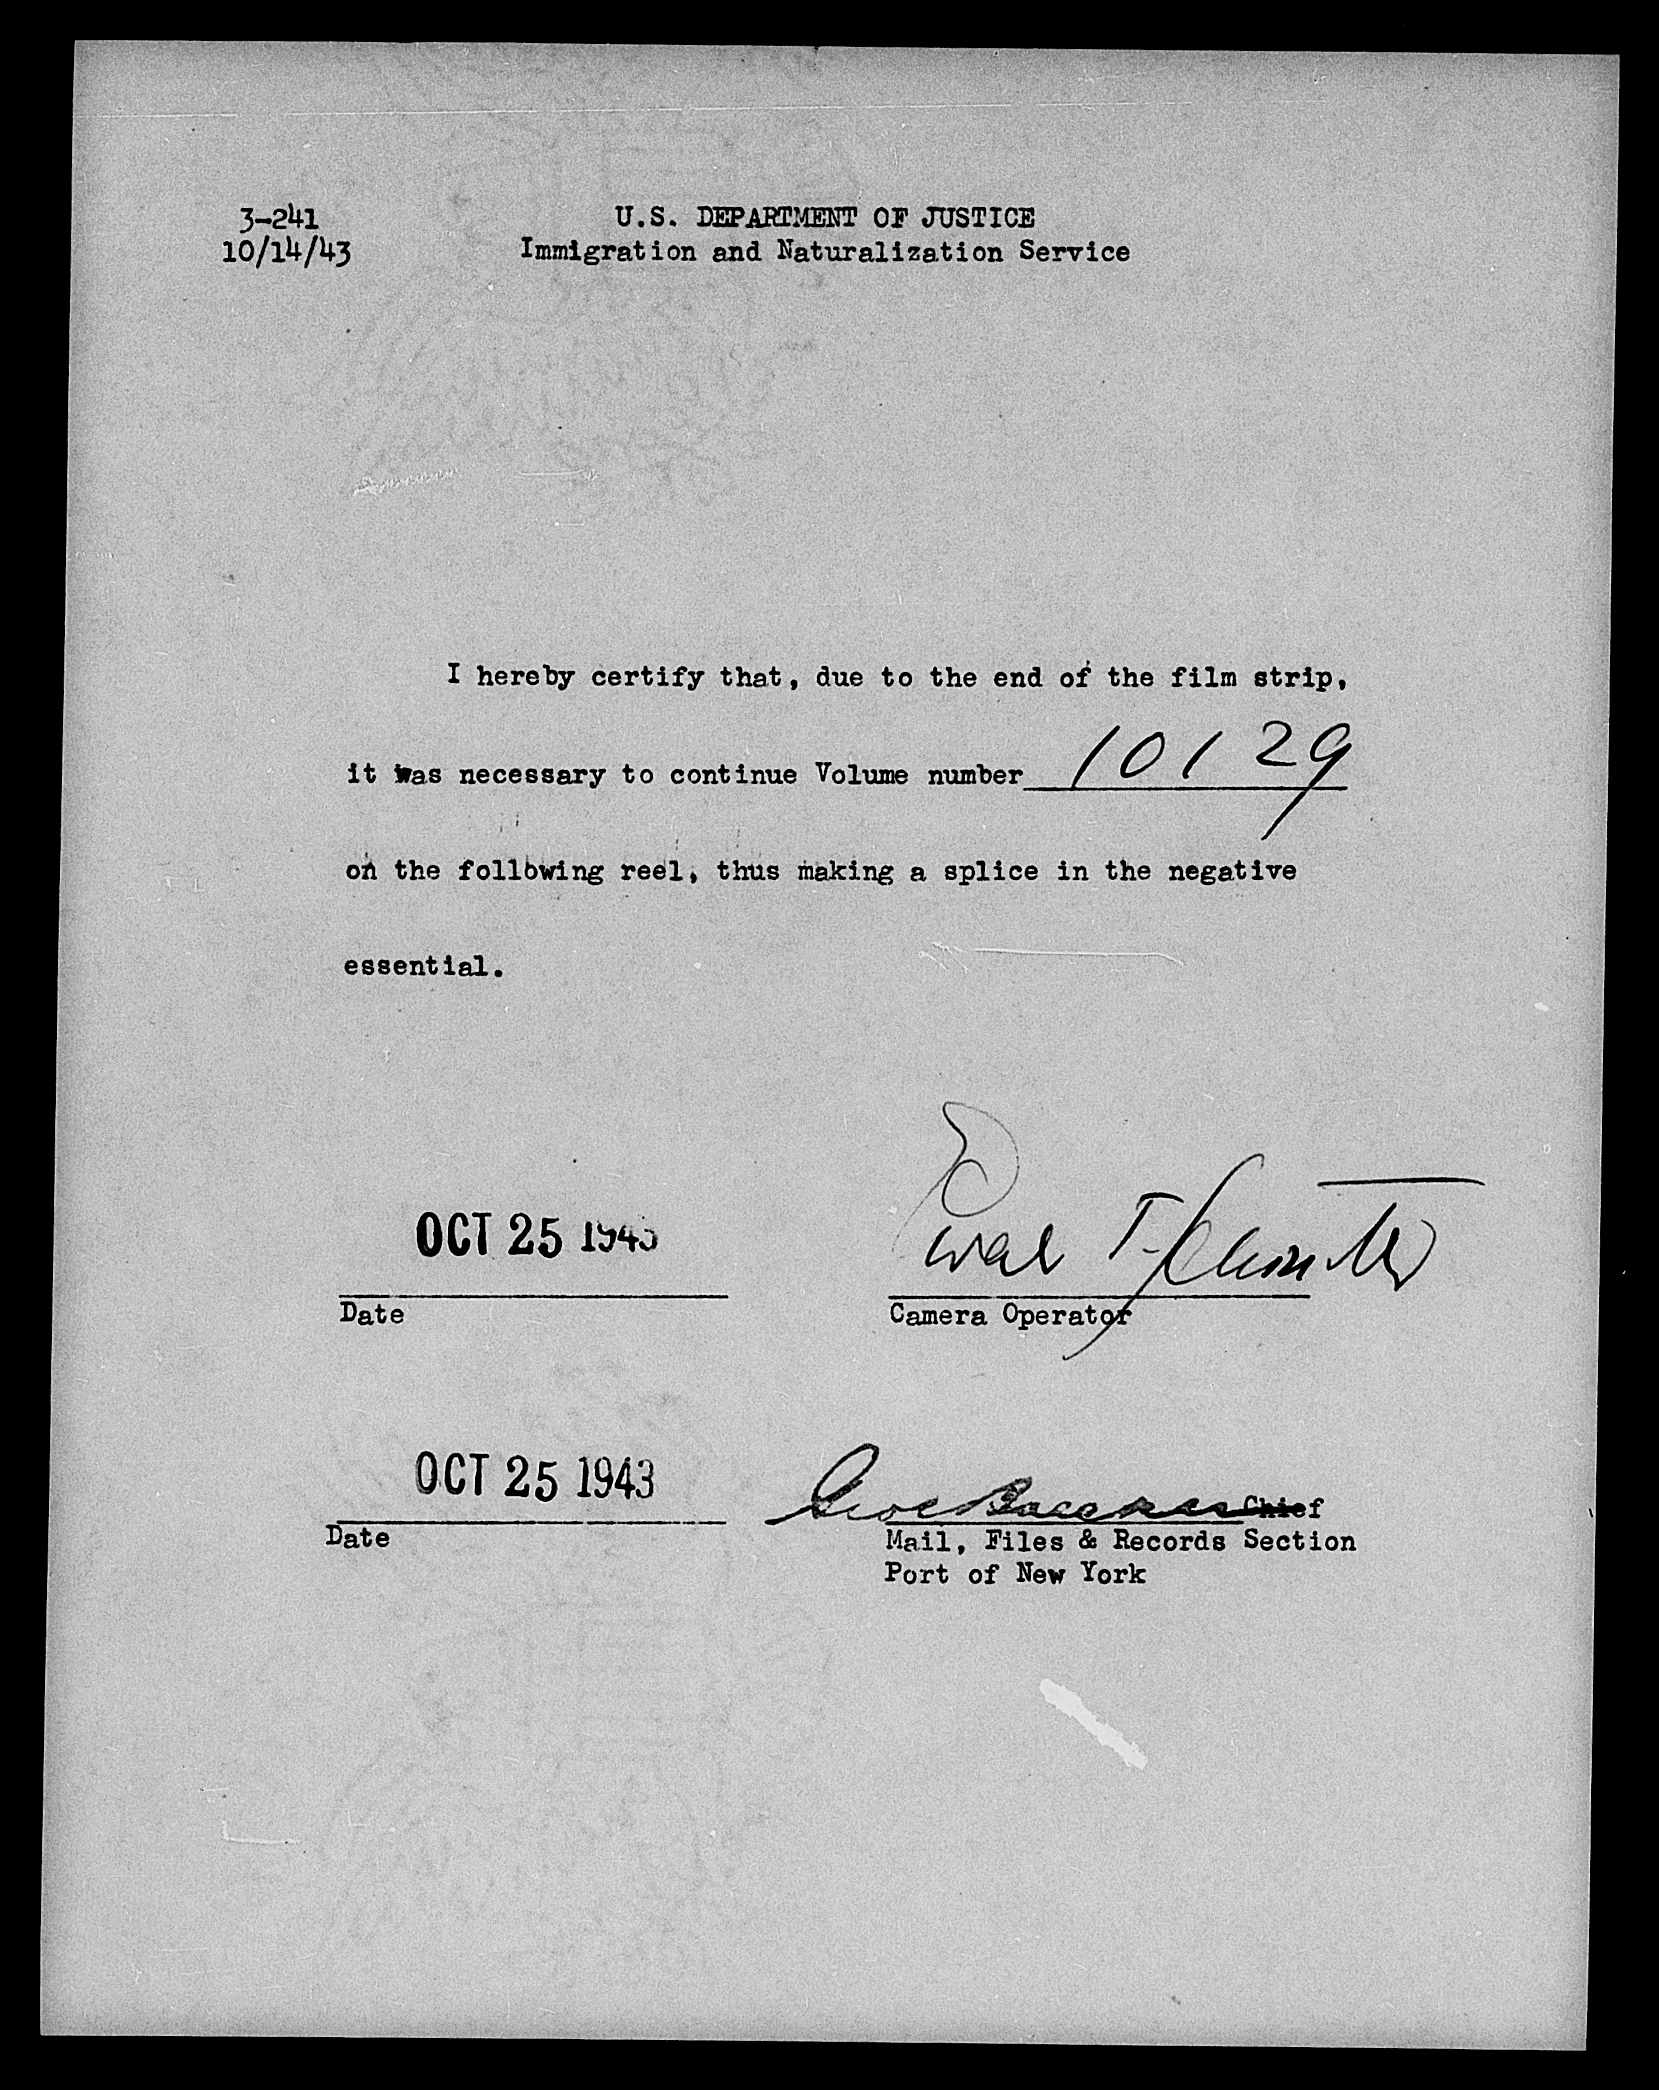 3-241
10/14/43
U.S. DEPARTMENT OF JUSTICE
Immigration and Naturalization Service
I hereby certify that, due to the end of the film strip,
it was necessary to continue Volume number 10129
on the following reel, thus making a splice in the negative
essential.
OCT 25 1943
Date
T.
Camera Operator
OCT 25 1943
Date
Chief
Mail, Files & Records Section
Port of New York